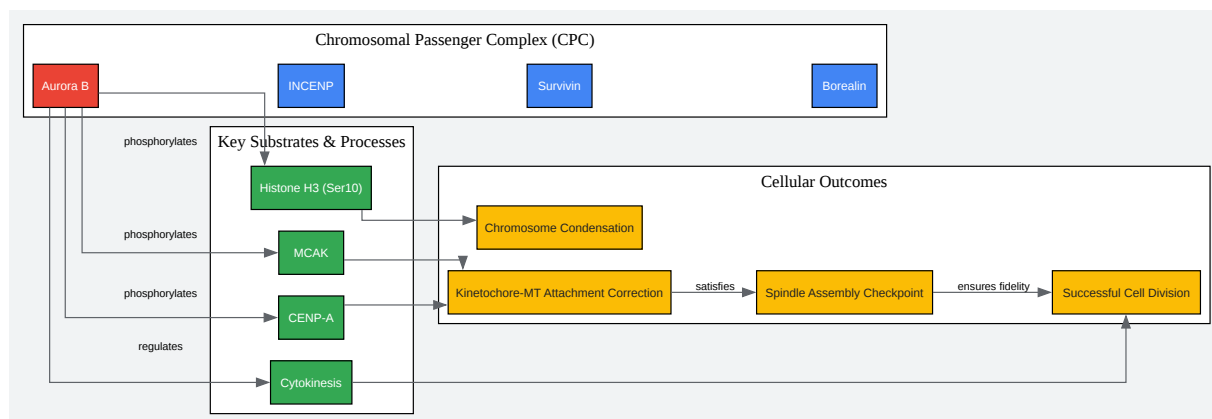 Chromosomal Passenger Complex (CPC)
Aurora B
INCENP
Survivin
Borealin
phosphorylates
Key Substrates & Processes
Histone H3 (Ser10)
Cellular Outcomes
Chromosome Condensation
phosphorylates
MCAK
Kinetochore-MT Attachment Correction
satisfies
Spindle Assembly Checkpoint
ensures fidelity
Successful Cell Division
phosphorylates
CENP-A
regulates
Cytokinesis